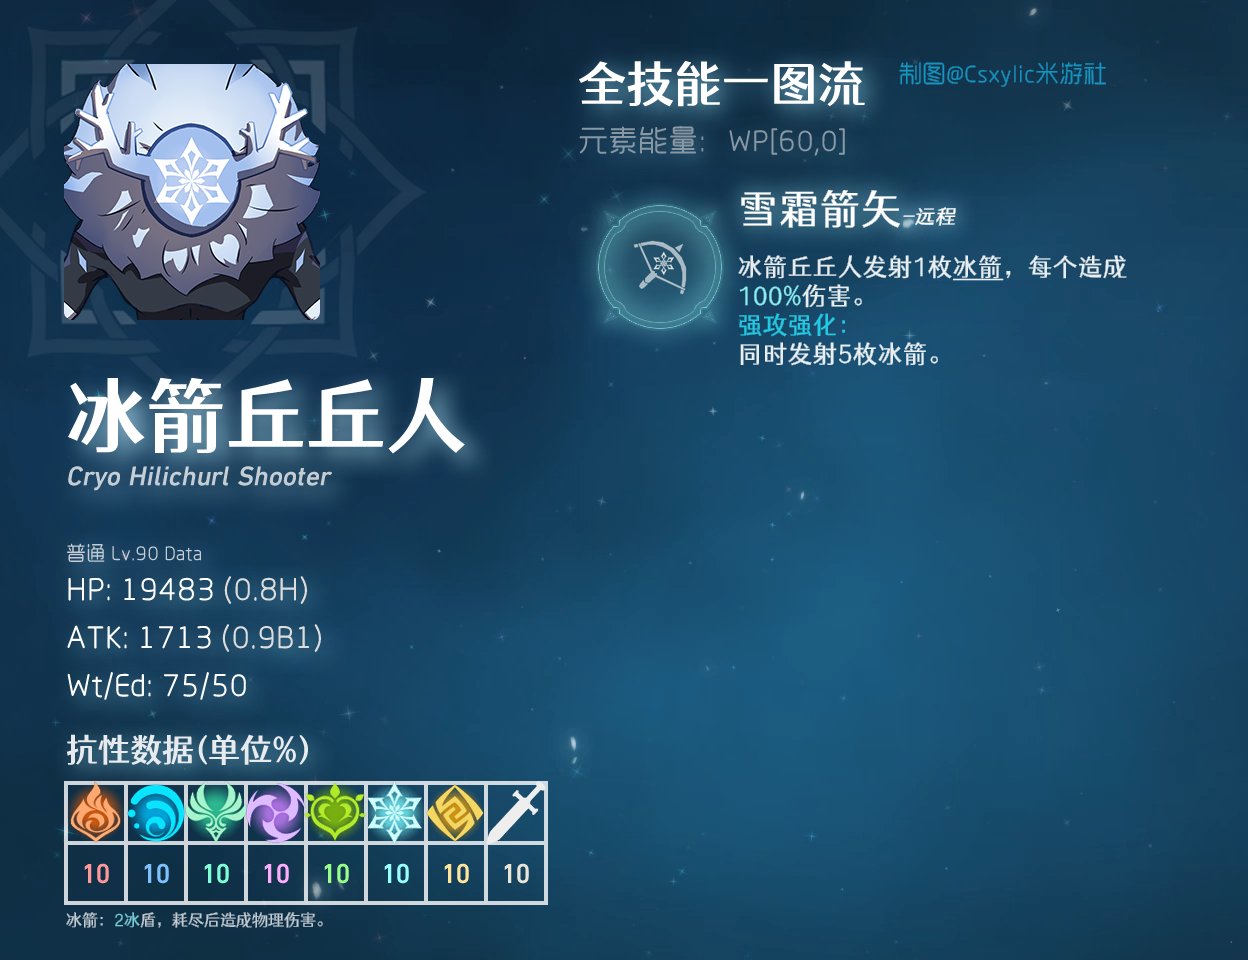 全技能一图流 制图@Csxylic米游社
元素能量： WP[60,0]
雪霜箭矢-远程
冰箭丘丘人发射1枚冰箭，每个造成
100%伤害。
强攻强化：
同时发射5枚冰箭。
冰箭丘丘人
Cryo Hilichurl Shooter
普通 Lv.90 Data
HP: 19483 (0.8H)
ATK: 1713 (0.9B1)
Wt/Ed: 75/50
抗性数据(单位%)
10 10 10 10 10 10 10 10
冰箭：2冰盾，耗尽后造成物理伤害。